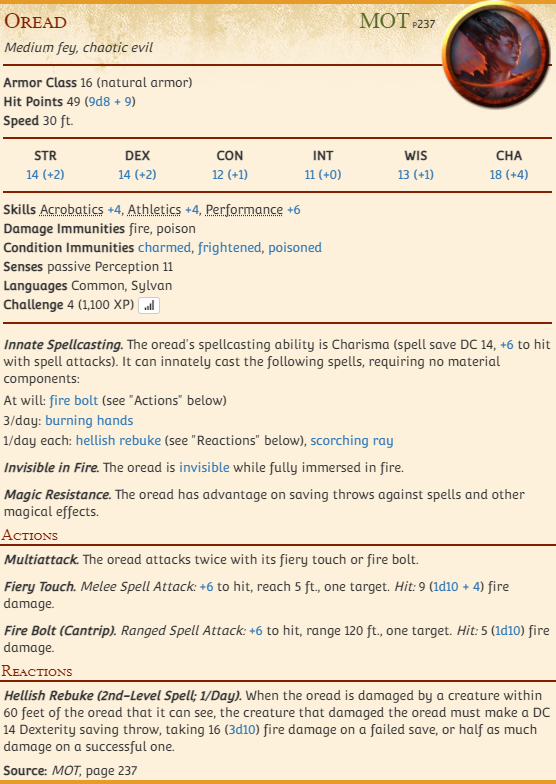 Oread MOT p237
Medium fey, chaotic evil
Armor Class 16 (natural armor)
Hit Points 49 (9d8 + 9)
Speed 30 ft.
STR DEX CON INT WIS CHA
14 (+2) 14 (+2) 12 (+1) 11 (+0) 13 (+1) 18 (+4)
Skills Acrobatics +4, Athletics +4, Performance +6
Damage Immunities fire, poison
Condition Immunities charmed, frightened, poisoned
Senses passive Perception 11
Languages Common, Sylvan
Challenge 4 (1,100 XP)
Innate Spellcasting. The oread's spellcasting ability is Charisma (spell save DC 14, +6 to hit
with spell attacks). It can innately cast the following spells, requiring no material
components:
At will: fire bolt (see "Actions" below)
3/day: burning hands
1/day each: hellish rebuke (see "Reactions" below), scorching ray
Invisible in Fire. The oread is invisible while fully immersed in fire.
Magic Resistance. The oread has advantage on saving throws against spells and other
magical effects.
Actions
Multiattack. The oread attacks twice with its fiery touch or fire bolt.
Fiery Touch. Melee Spell Attack: +6 to hit, reach 5 ft., one target. Hit: 9 (1d10 + 4) fire
damage.
Fire Bolt (Cantrip). Ranged Spell Attack: +6 to hit, range 120 ft., one target. Hit: 5 (1d10) fire
damage.
Reactions
Hellish Rebuke (2nd-Level Spell; 1/Day). When the oread is damaged by a creature within
60 feet of the oread that it can see, the creature that damaged the oread must make a DC
14 Dexterity saving throw, taking 16 (3d10) fire damage on a failed save, or half as much
damage on a successful one.
Source: MOT, page 237